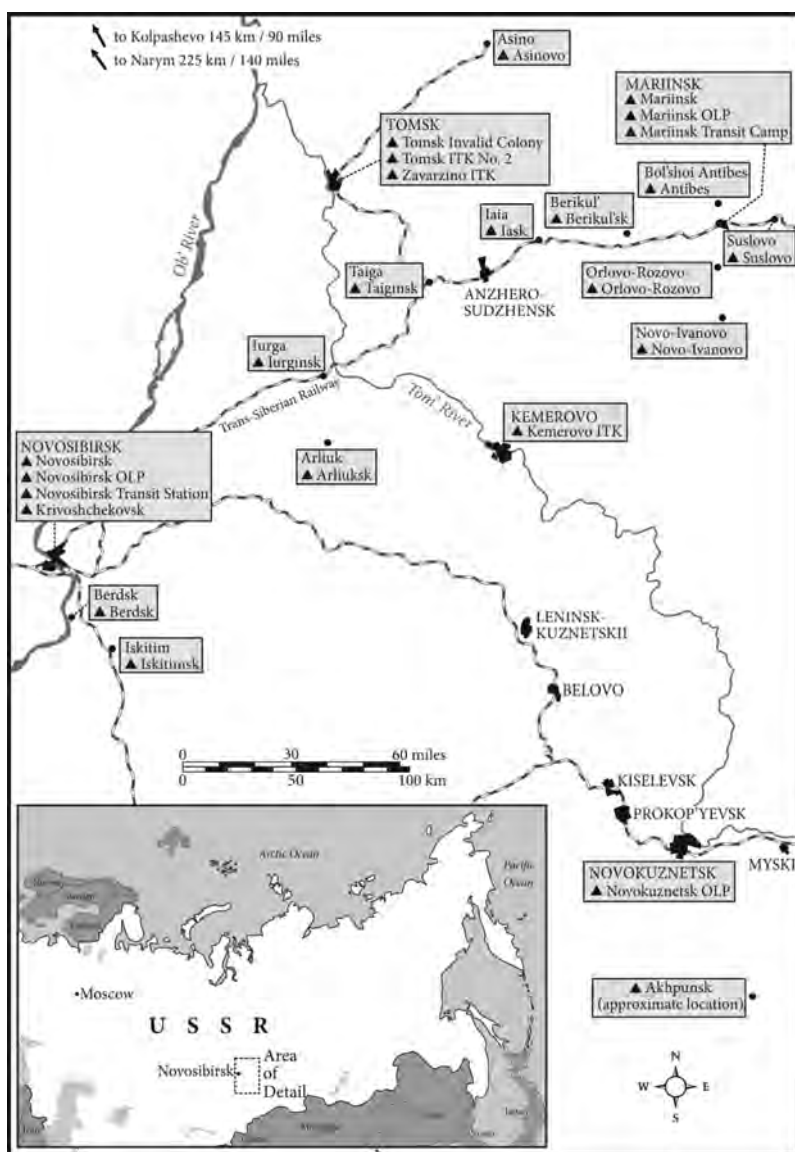 to Kolpashevo 145 km / 90 miles
to Narym 225 km / 140 miles
Asino
▲ Asinovo
MARIINSK
▲ Mariinsk
▲ Mariinsk OLP
▲ Mariinsk Transit Camp
TOMSK
▲ Tomsk Invalid Colony
▲ Tomsk ITK No. 2
▲ Zavarzino ITK
Bol'shoi Antibes
▲ Antibes
Berikul'
▲ Berikul'sk
Iaia
▲ Iask
Suslovo
▲ Suslovo
Ob' River
Taiga
▲ Taiginsk
ANZHERO-
SUDZHENSK
Orlovo-Rozovo
▲ Orlovo-Rozovo
Novo-Ivanovo
▲ Novo-Ivanovo
Iurga
▲ Iurginsk
Trans-Siberian Railway
Tom' River
KEMEROVO
▲ Kemerovo ITK
Arliuk
▲ Arliuksk
NOVOSIBIRSK
▲ Novosibirsk
▲ Novosibirsk OLP
▲ Novosibirsk Transit Station
▲ Krivoshchekovsk
Berdsk
▲ Berdsk
Iskitim
▲ Iskitimsk
LENINSK-
KUZNETSKII
BELOVO
0 30 60 miles
0 50 100 km
KISELEVSK
PROKOP'YEVSK
NOVOKUZNETSK
▲ Novokuznetsk OLP
MYSKI
▲ Akhpunsk
(approximate location)
Arctic Ocean
Pacific
Ocean
Moscow
USSR
Novosibirsk
Area
of
Detail
N
W E
S